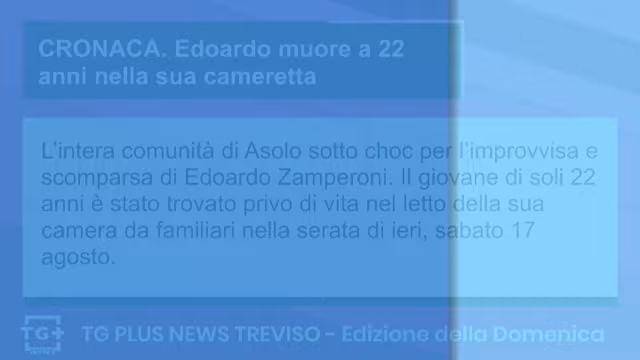 CRONACA. Edoardo muore a 22
anni nella sua cameretta
L'intera comunità di Asolo sotto choc per l'improvvisa e
scomparsa di Edoardo Zamperoni. Il giovane di soli 22
anni è stato trovato privo di vita nel letto della sua
camera da familiari nella serata di ieri, sabato 17
agosto.
TG+ TG PLUS NEWS TREVISO - Edizione della Domenica